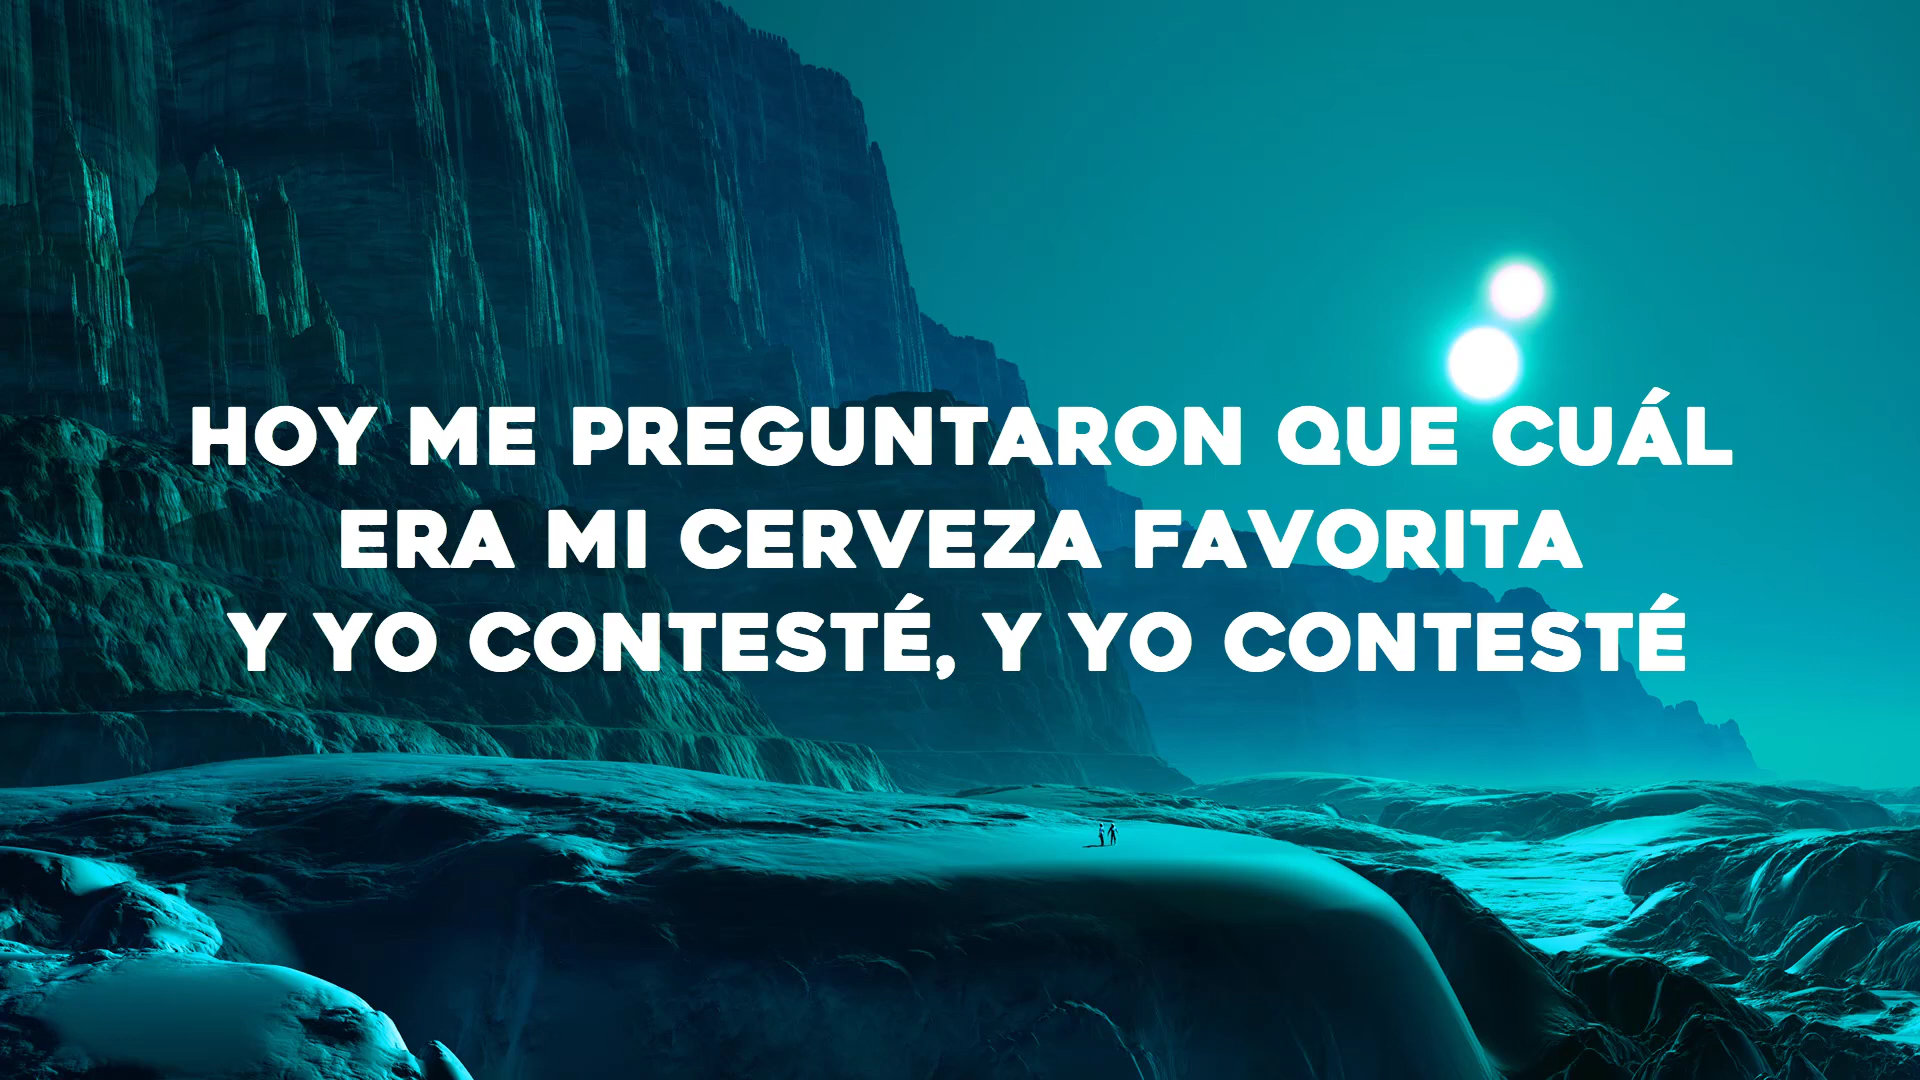 HOY ME PREGUNTARON QUE CUÁL
ERA MI CERVEZA FAVORITA
Y YO CONTESTÉ, Y YO CONTESTÉ